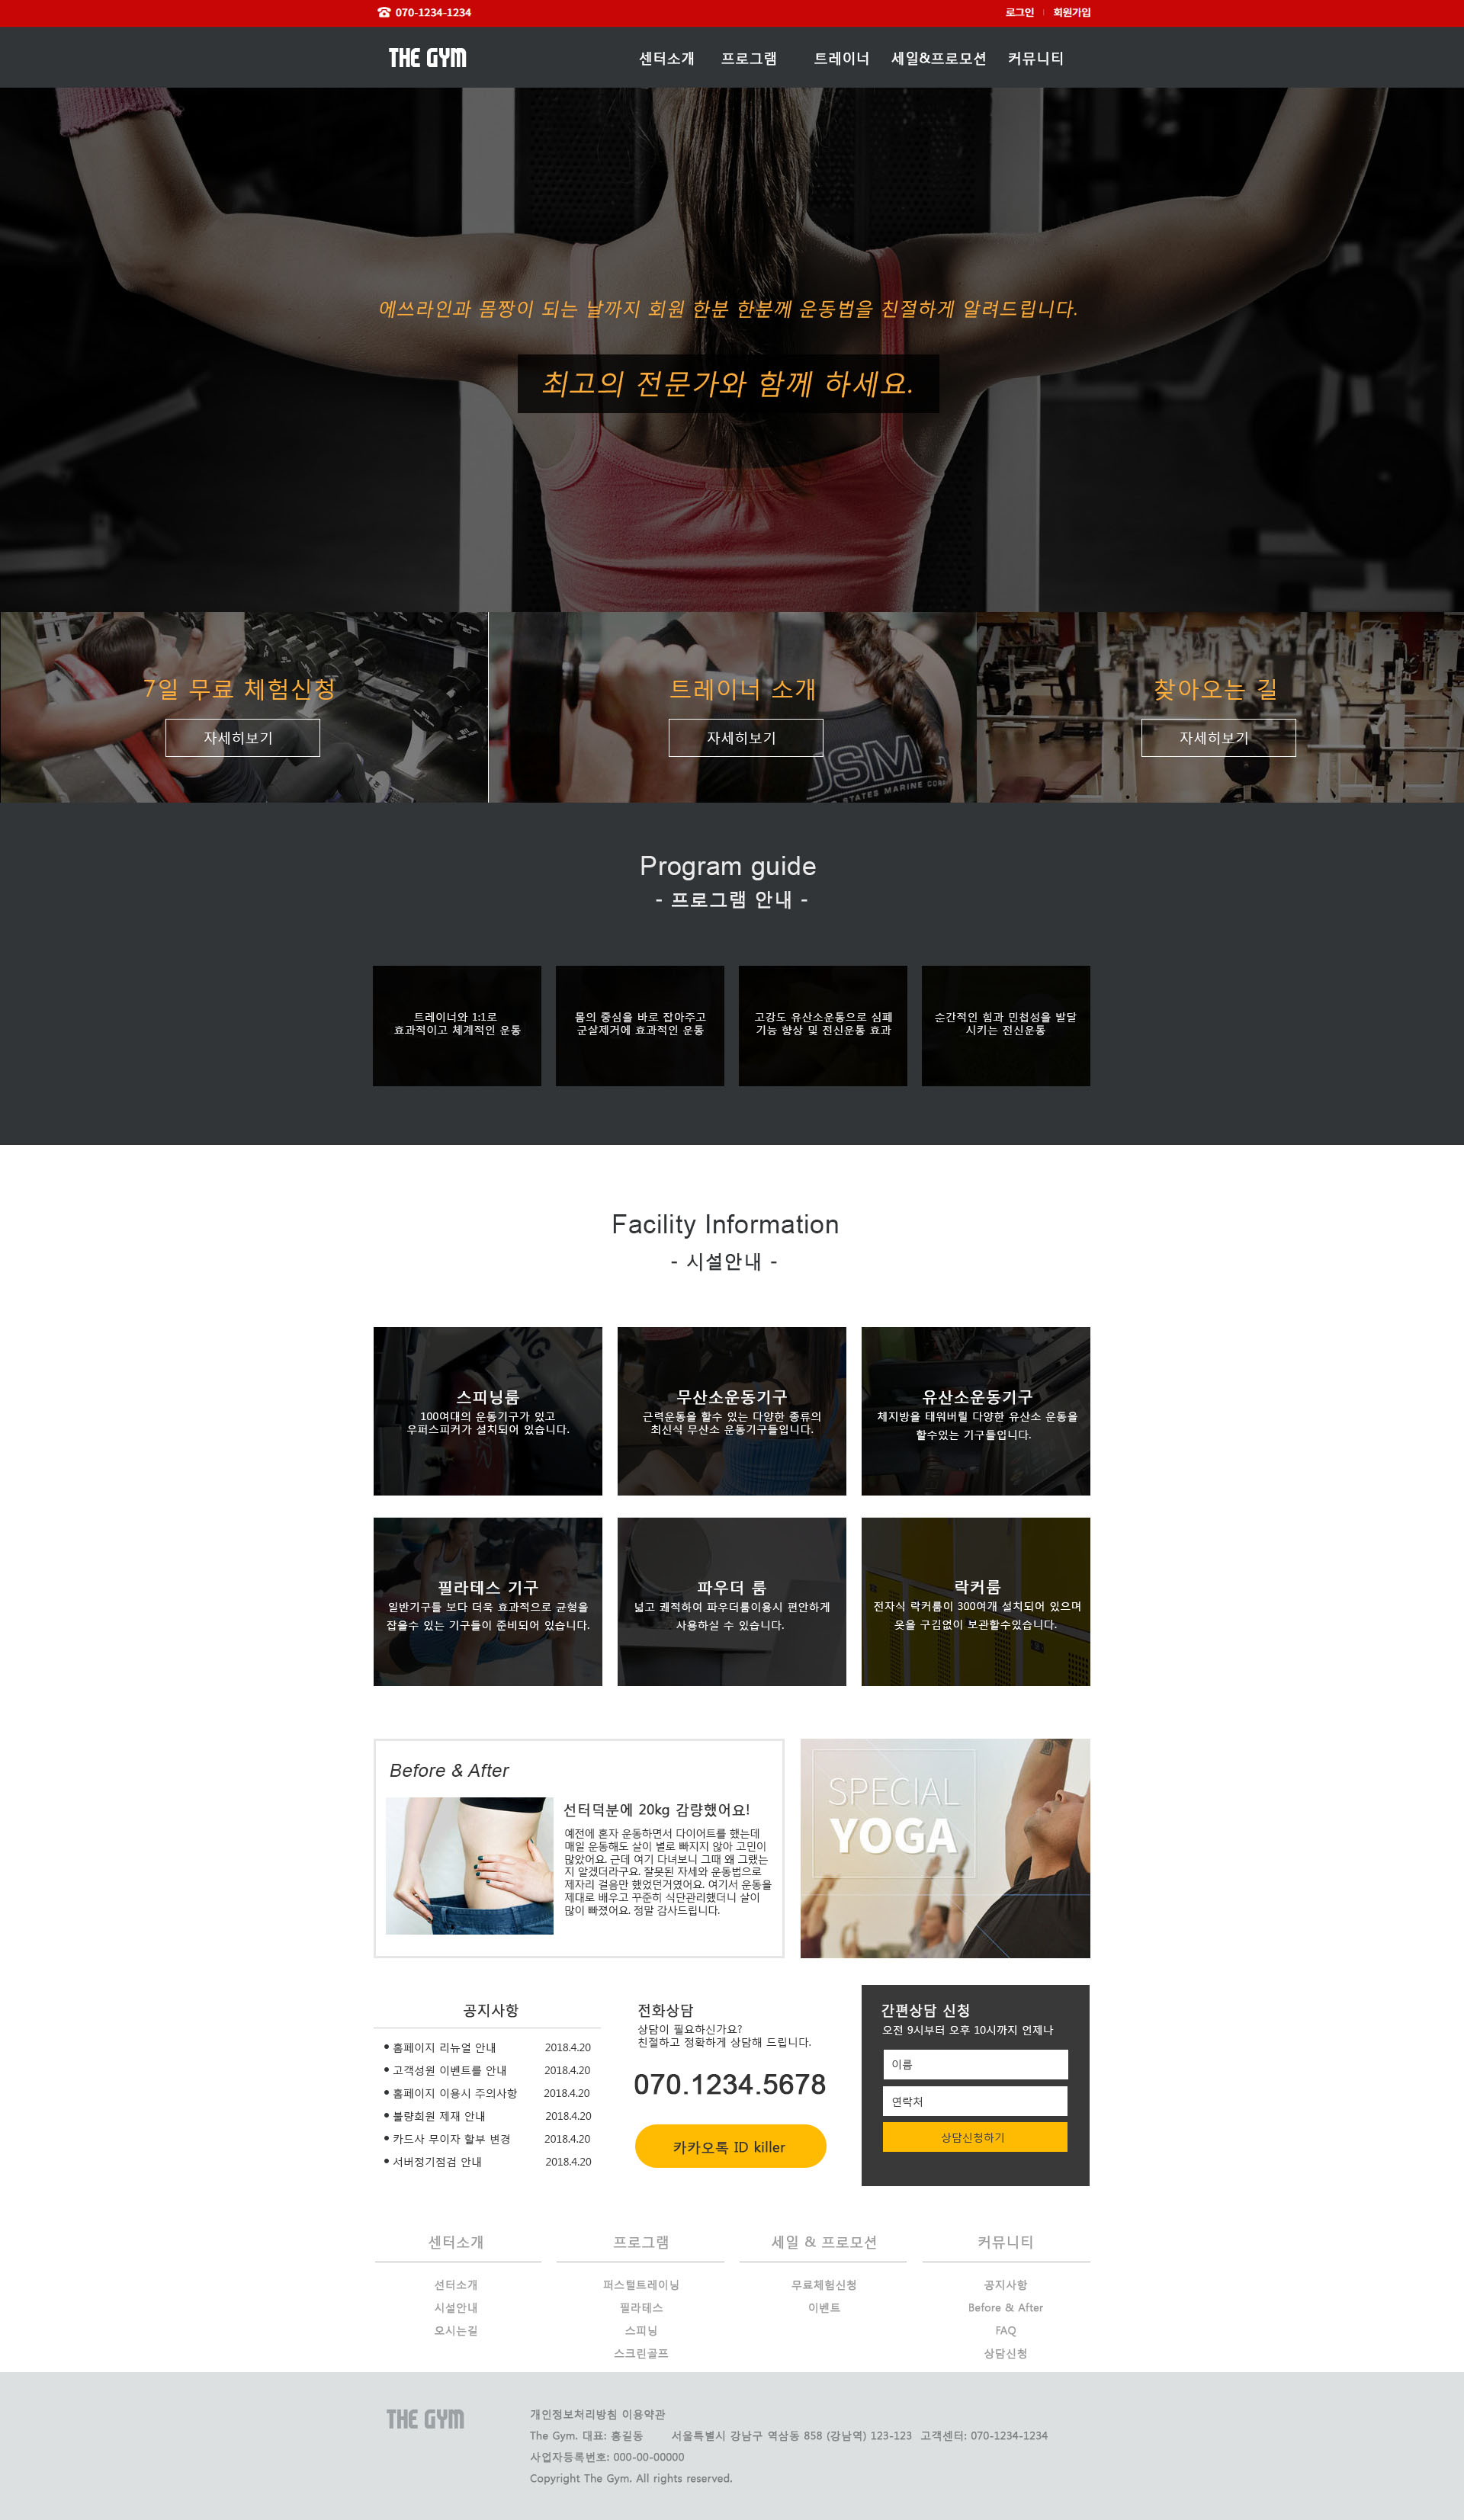 070-1234-1234
로그인 | 회원가입
THE GYM
센터소개 프로그램 트레이너 세일&프로모션 커뮤니티
에쓰라인과 몸짱이 되는 날까지 회원 한분 한분께 운동법을 친절하게 알려드립니다.
최고의 전문가와 함께 하세요.
7일 무료 체험신청
자세히보기
트레이너 소개
자세히보기
JSM
STATES MARINE CORP
찾아오는 길
자세히보기
Program guide
- 프로그램 안내 -
트레이너와 1:1로
효과적이고 체계적인 운동
몸의 중심을 바로 잡아주고
군살제거에 효과적인 운동
고강도 유산소운동으로 심폐
기능 향상 및 전신운동 효과
순간적인 힘과 민첩성을 발달
시키는 전신운동
Facility Information
- 시설안내 -
스피닝룸
100여대의 운동기구가 있고
우퍼스피커가 설치되어 있습니다.
무산소운동기구
근력운동을 할수 있는 다양한 종류의
최신식 무산소 운동기구들입니다.
유산소운동기구
체지방을 태워버릴 다양한 유산소 운동을
할수있는 기구들입니다.
필라테스 기구
일반기구들 보다 더욱 효과적으로 균형을
잡을수 있는 기구들이 준비되어 있습니다.
파우더 룸
넓고 쾌적하여 파우더룸이용시 편안하게
사용하실 수 있습니다.
락커룸
전자식 락커룸이 300여개 설치되어 있으며
옷을 구김없이 보관할수있습니다.
Before & After
선터덕분에 20kg 감량했어요!
예전에 혼자 운동하면서 다이어트를 했는데
매일 운동해도 살이 별로 빠지지 않아 고민이
많았어요. 근데 여기 다녀보니 그때 왜 그랬는
지 알겠더라구요. 잘못된 자세와 운동법으로
제자리 걸음만 했었던거였어요. 여기서 운동을
제대로 배우고 꾸준히 식단관리했더니 살이
많이 빠졌어요. 정말 감사드립니다.
SPECIAL
YOGA
공지사항
• 홈페이지 리뉴얼 안내 2018.4.20
• 고객성원 이벤트를 안내 2018.4.20
• 홈페이지 이용시 주의사항 2018.4.20
• 불량회원 제재 안내 2018.4.20
• 카드사 무이자 할부 변경 2018.4.20
• 서버정기점검 안내 2018.4.20
전화상담
상담이 필요하신가요?
친절하고 정확하게 상담해 드립니다.
070.1234.5678
카카오톡 ID killer
간편상담 신청
오전 9시부터 오후 10시까지 언제나
이름
연락처
상담신청하기
센터소개
선터소개
시설안내
오시는길
프로그램
퍼스털트레이닝
필라테스
스피닝
스크린골프
세일 & 프로모션
무료체험신청
이벤트
커뮤니티
공지사항
Before & After
FAQ
상담신청
THE GYM
개인정보처리방침 이용약관
The Gym. 대표: 홍길동 서울특별시 강남구 역삼동 858 (강남역) 123-123 고객센터: 070-1234-1234
사업자등록번호: 000-00-00000
Copyright The Gym. All rights reserved.